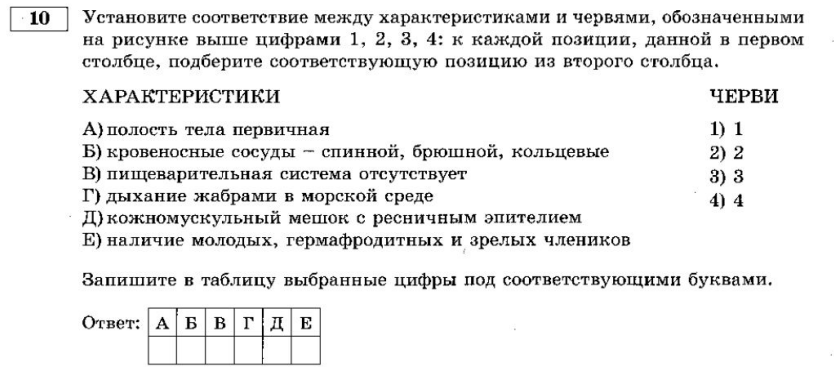 10 Установите соответствие между характеристиками и червями, обозначенными
на рисунке выше цифрами 1, 2, 3, 4: к каждой позиции, данной в первом
столбце, подберите соответствующую позицию из второго столбца.
ХАРАКТЕРИСТИКИ ЧЕРВИ
А) полость тела первичная 1) 1
Б) кровеносные сосуды – спинной, брюшной, кольцевые 2) 2
В) пищеварительная система отсутствует 3) 3
Г) дыхание жабрами в морской среде 4) 4
Д) кожномускульный мешок с ресничным эпителием
Е) наличие молодых, гермафродитных и зрелых члеников
Запишите в таблицу выбранные цифры под соответствующими буквами.
Ответ: А Б В Г Д Е